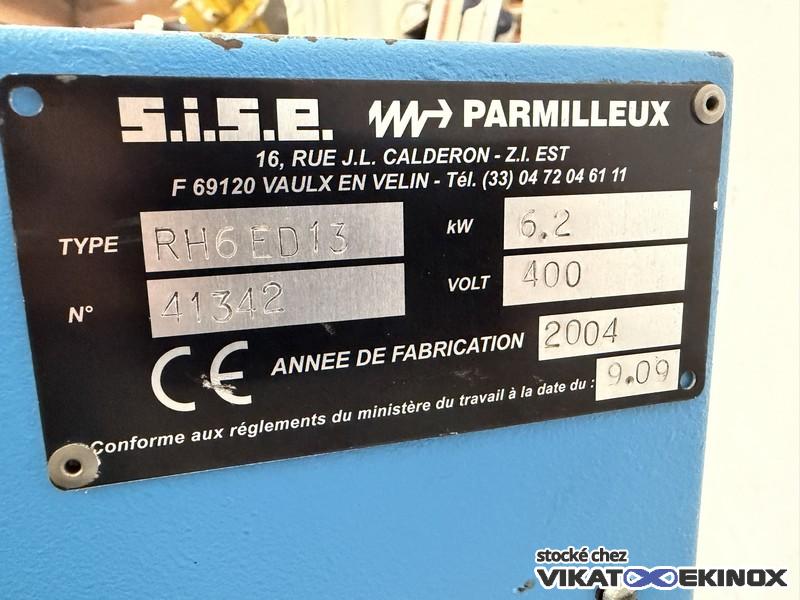 s.i.s.e. PARMILLEUX
16, RUE J.L. CALDERON - Z.I. EST
F 69120 VAULX EN VELIN - Tél. (33) 04 72 04 61 11
TYPE RH6ED13 kW 6.2
N° 41342 VOLT 400
CE ANNEE DE FABRICATION 2004
Conforme aux réglements du ministère du travail à la date du : 9.09
stocké chez
VIKAT EKINOX